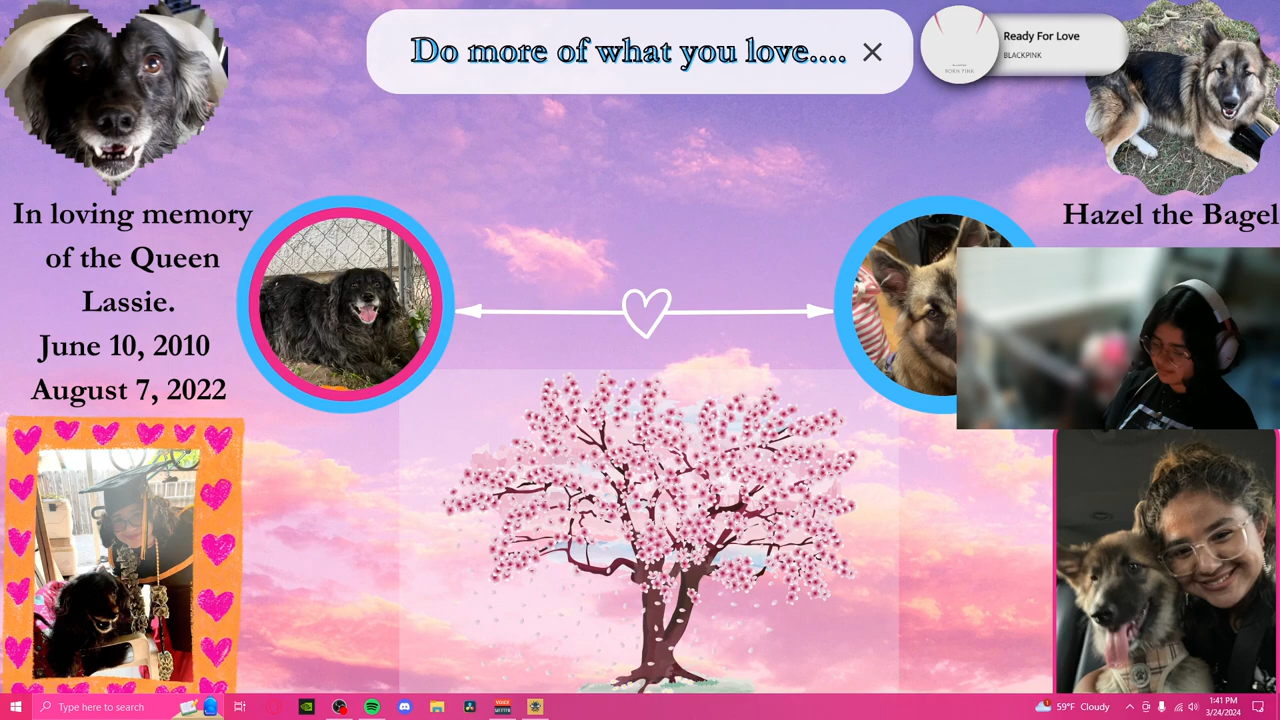 Do more of what you love....
Ready For Love
BLACKPINK
BORN PINK
In loving memory
of the Queen
Lassie.
June 10, 2010
August 7, 2022
Hazel the Bagel
Type here to search
59°F Cloudy
1:41 PM
3/24/2024